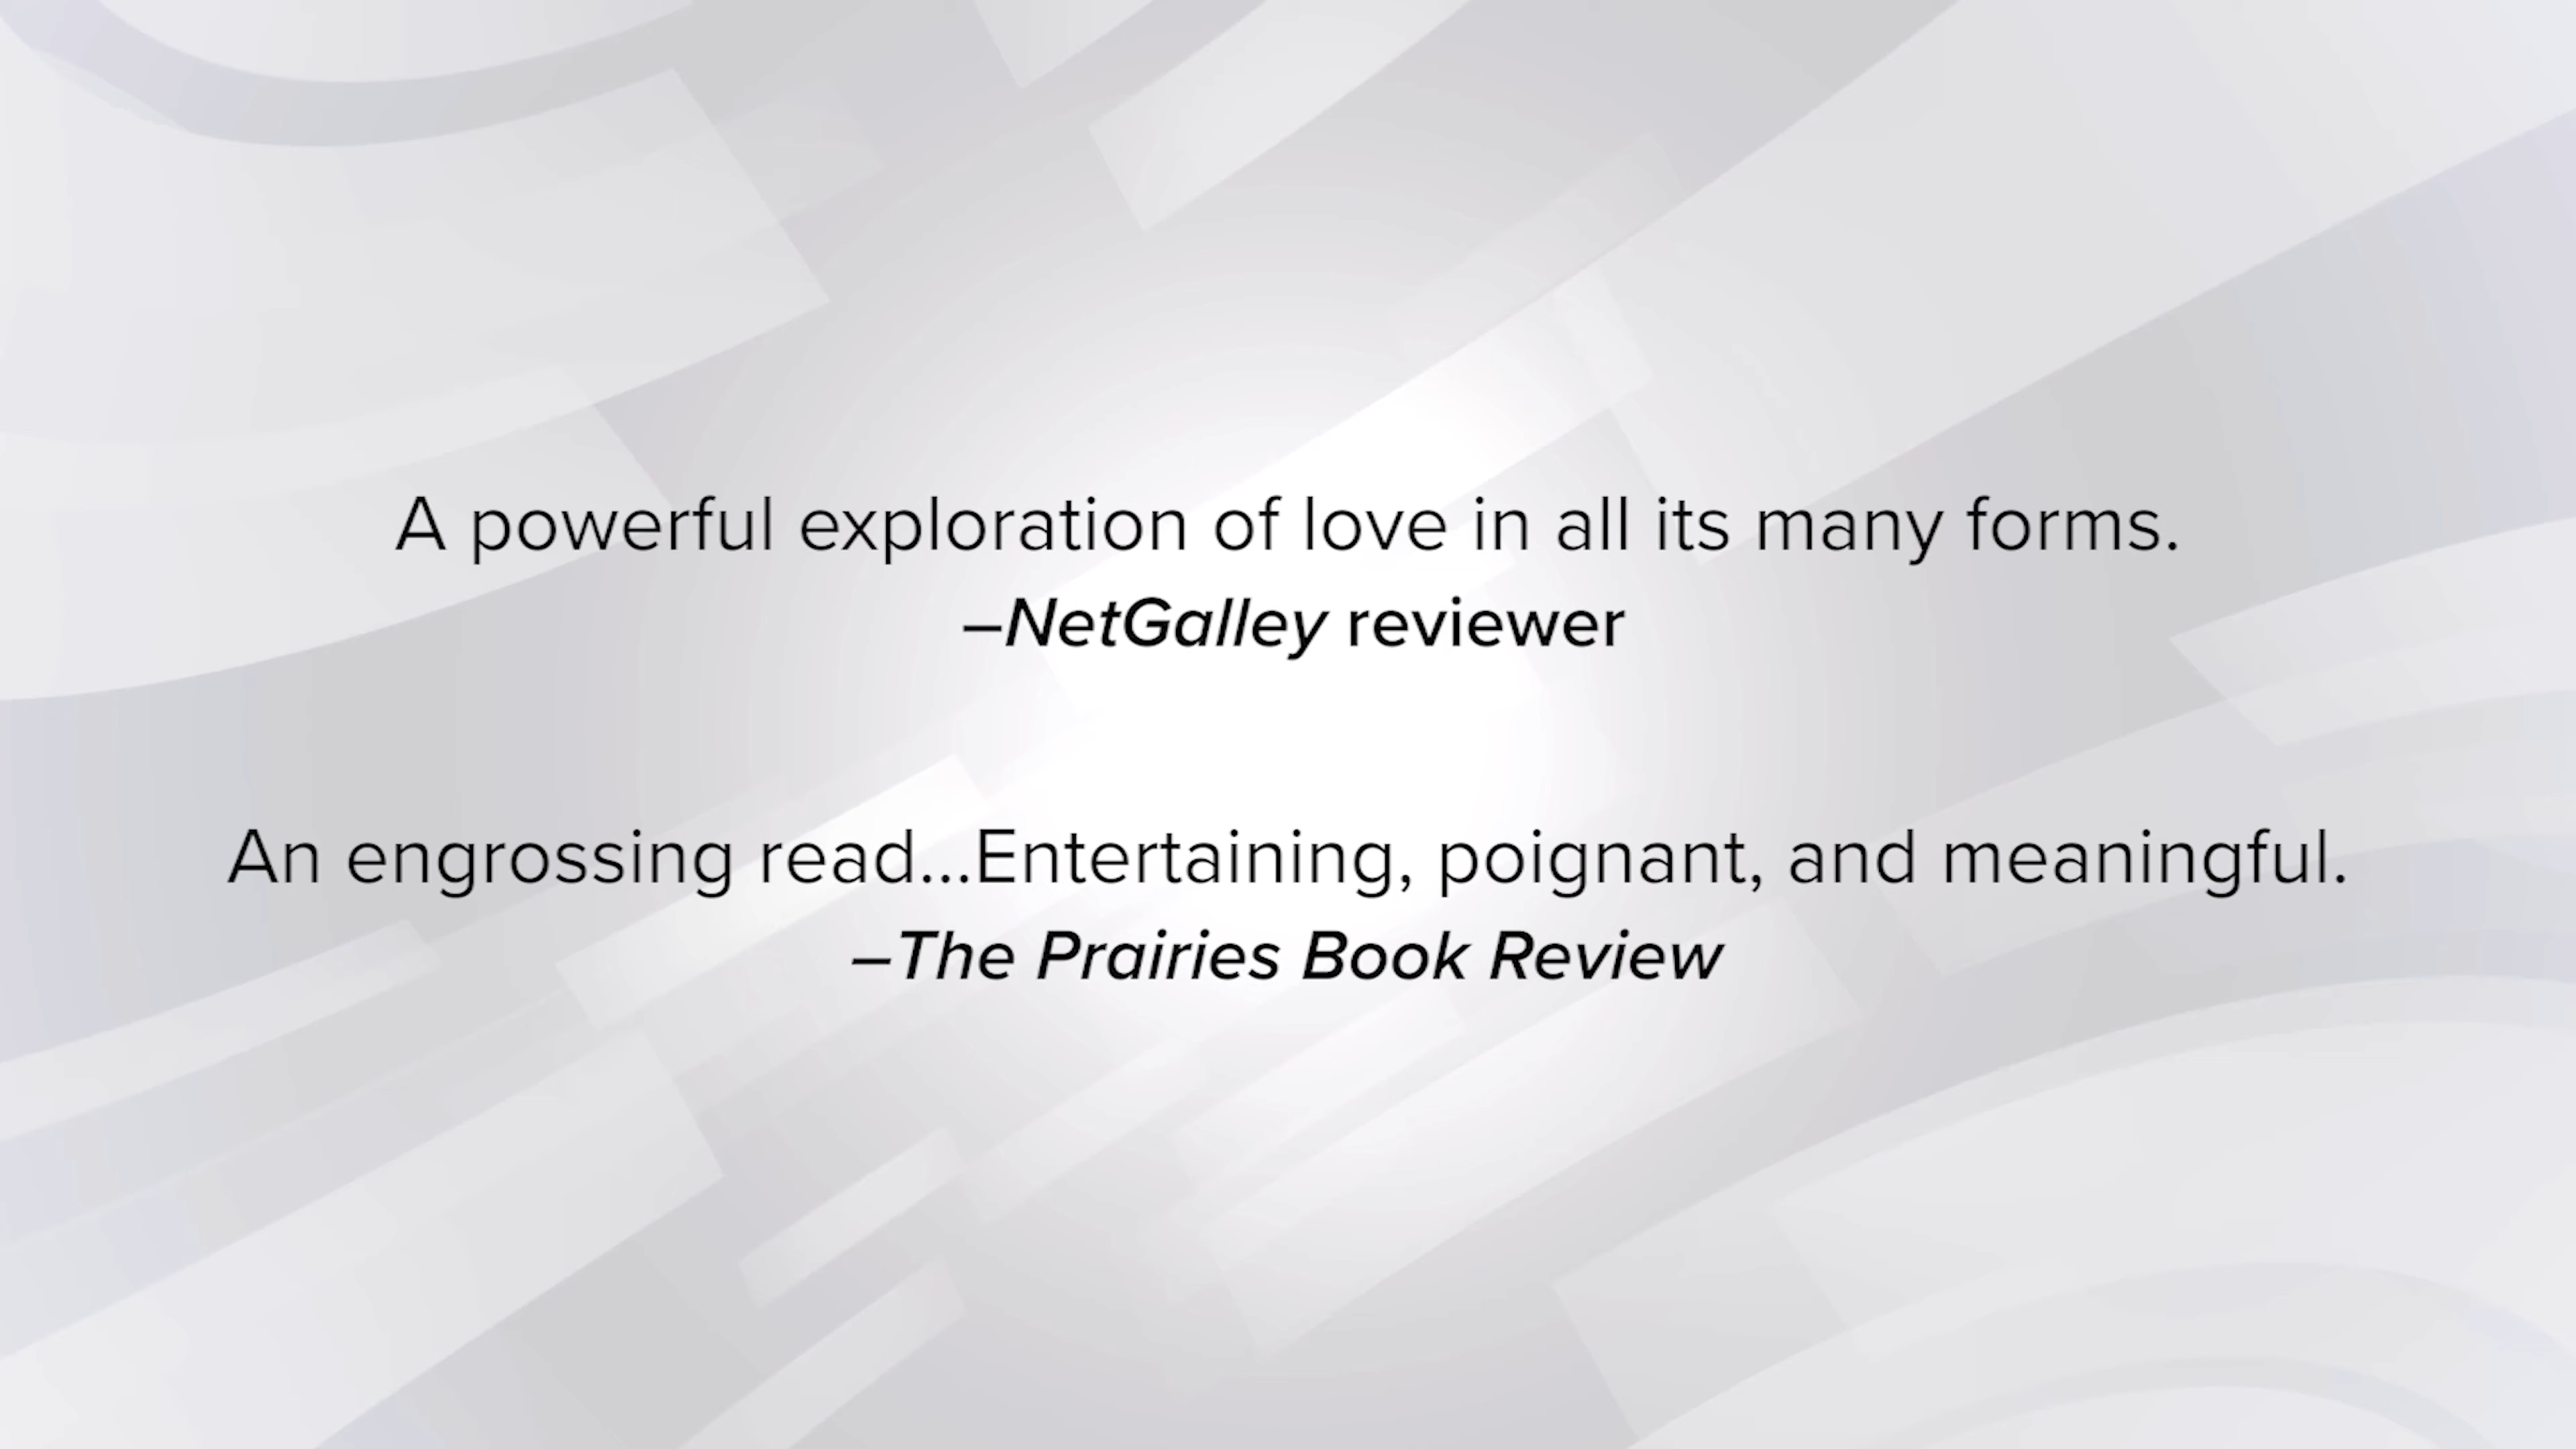 A powerful exploration of love in all its many forms.
–NetGalley reviewer
An engrossing read...Entertaining, poignant, and meaningful.
–The Prairies Book Review